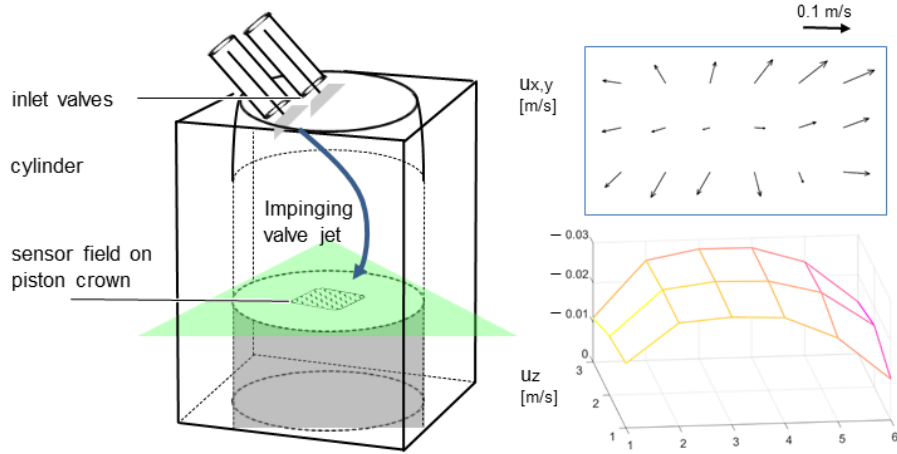 0.1 m/s
inlet valves
cylinder
Impinging
valve jet
sensor field on
piston crown
ux,y
[m/s]
− 0.03
− 0.02
− 0.01
0
uz
[m/s]
3
2
1
1 2 3 4 5 6